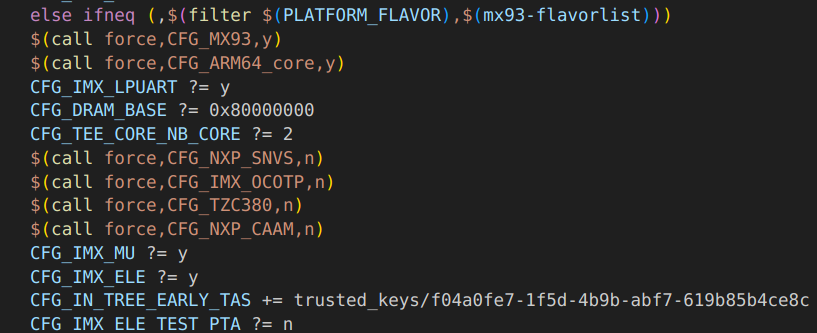 else ifneq (,$(filter $(PLATFORM_FLAVOR),$(mx93-flavorlist)))
$(call force,CFG_MX93,y)
$(call force,CFG_ARM64_core,y)
CFG_IMX_LPUART ?= y
CFG_DRAM_BASE ?= 0x80000000
CFG_TEE_CORE_NB_CORE ?= 2
$(call force,CFG_NXP_SNVS,n)
$(call force,CFG_IMX_OCOTP,n)
$(call force,CFG_TZC380,n)
$(call force,CFG_NXP_CAAM,n)
CFG_IMX_MU ?= y
CFG_IMX_ELE ?= y
CFG_IN_TREE_EARLY_TAS += trusted_keys/f04a0fe7-1f5d-4b9b-abf7-619b85b4ce8c
CFG_IMX_ELE_TEST_PTA ?= n